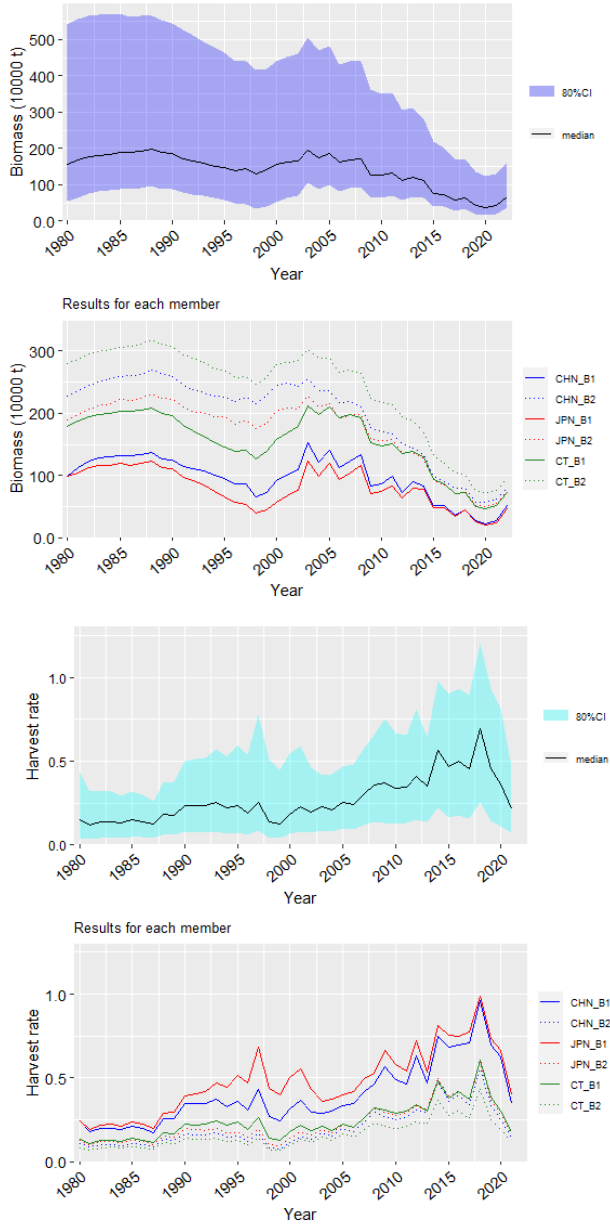 Biomass (10000 t)
500
400
300
200
100
0.0
1980
1985
1990
1995
2000
2005
2010
2015
2020
Year
80%CI
median
Results for each member
Biomass (10000 t)
300
200
100
0.0
1980
1985
1990
1995
2000
2005
2010
2015
2020
Year
CHN_B1
CHN_B2
JPN_B1
JPN_B2
CT_B1
CT_B2
Harvest rate
1.0
0.5
0.0
1980
1985
1990
1995
2000
2005
2010
2015
2020
Year
80%CI
median
Results for each member
Harvest rate
1.0
0.5
0.0
1980
1985
1990
1995
2000
2005
2010
2015
2020
Year
CHN_B1
CHN_B2
JPN_B1
JPN_B2
CT_B1
CT_B2